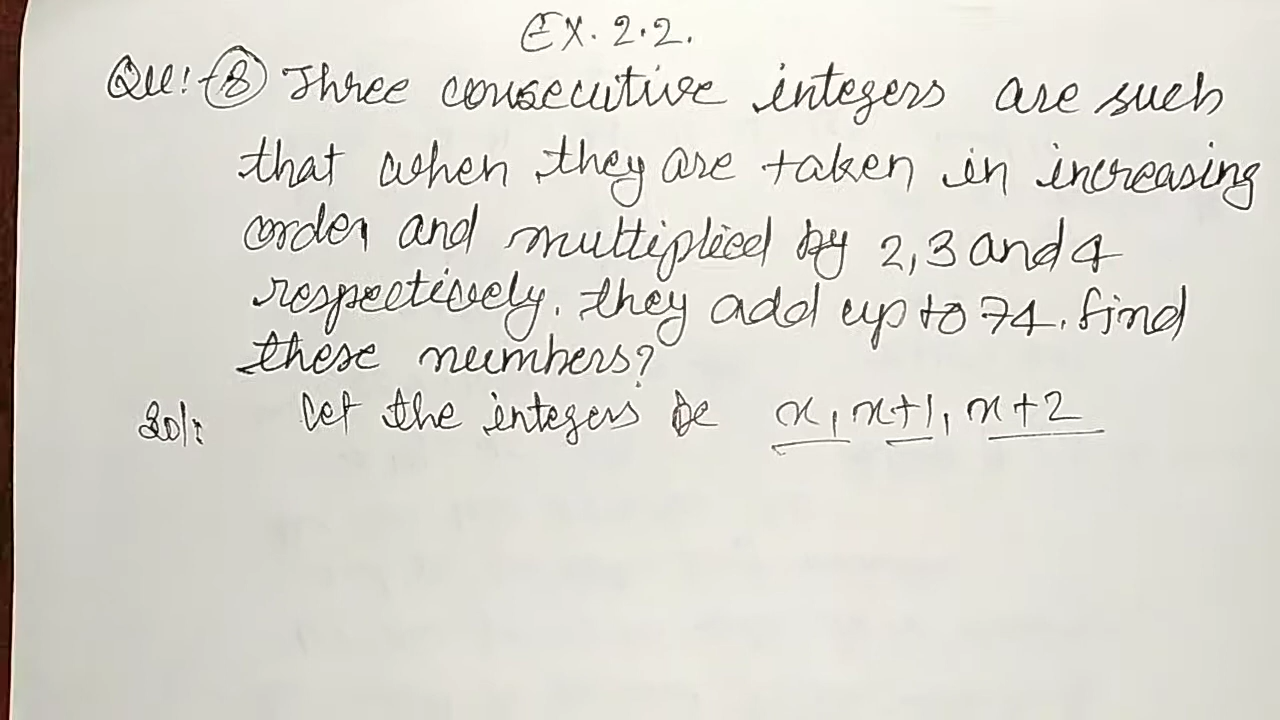 EX. 2.2.
Qu:-8 Three consecutive integers are such
that when they are taken in increasing
order and multiplied by 2, 3 and 4
respectively, they add up to 74. find
these numbers?
Sol: let the integers be x, x+1, x+2